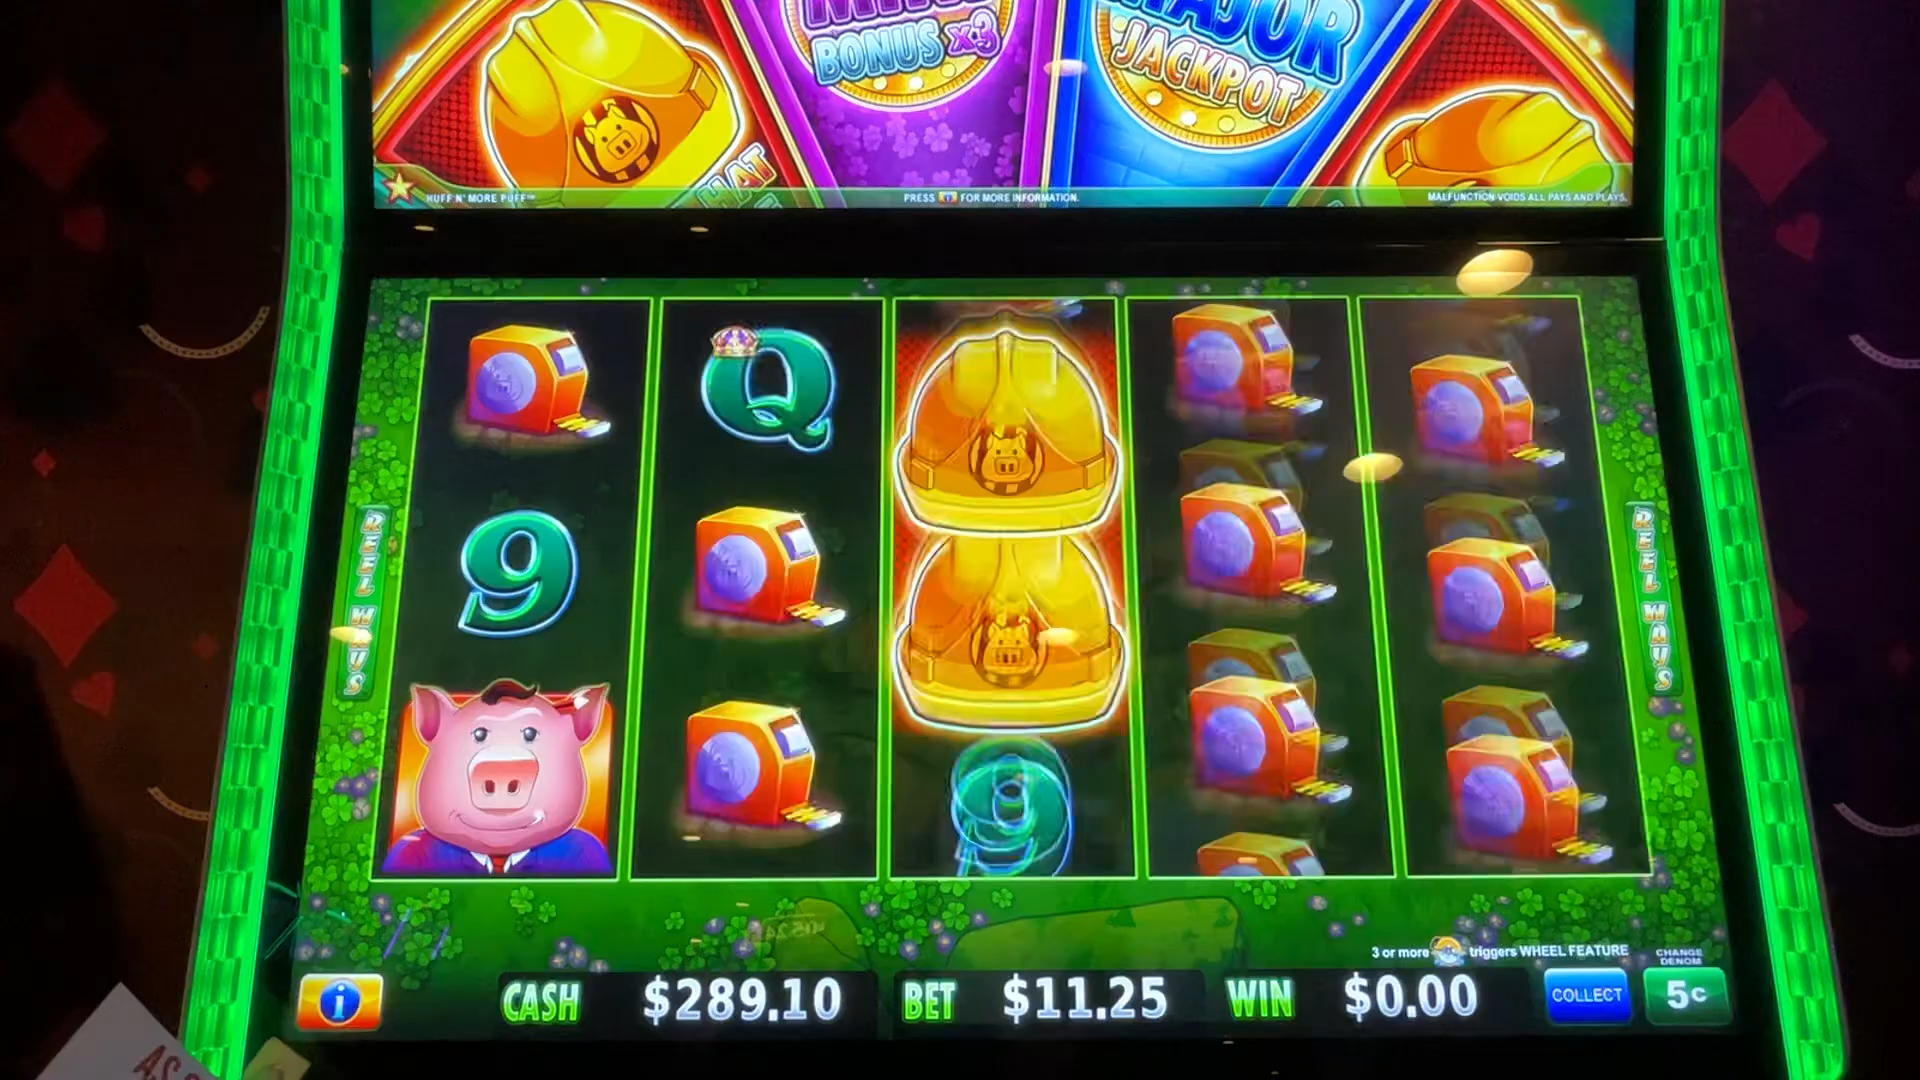 BONUS x3
MAJOR
JACKPOT
HAT
HUFF N' MORE PUFF™
PRESS i FOR MORE INFORMATION.
MALFUNCTION VOIDS ALL PAYS AND PLAYS.
Q
9
9
REEL WAYS
REEL WAYS
3 or more triggers WHEEL FEATURE
CHANGE
DENOM
i
CASH $289.10
BET $11.25
WIN $0.00
COLLECT
5¢